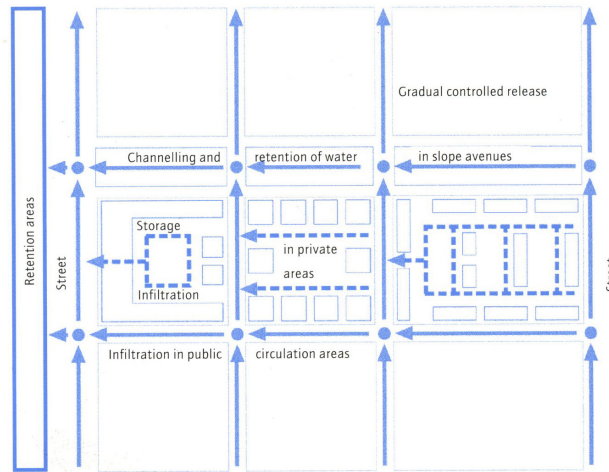 Gradual controlled release
Channelling and retention of water in slope avenues
Retention areas
Street
Storage
in private
areas
Infiltration
Street
Infiltration in public circulation areas